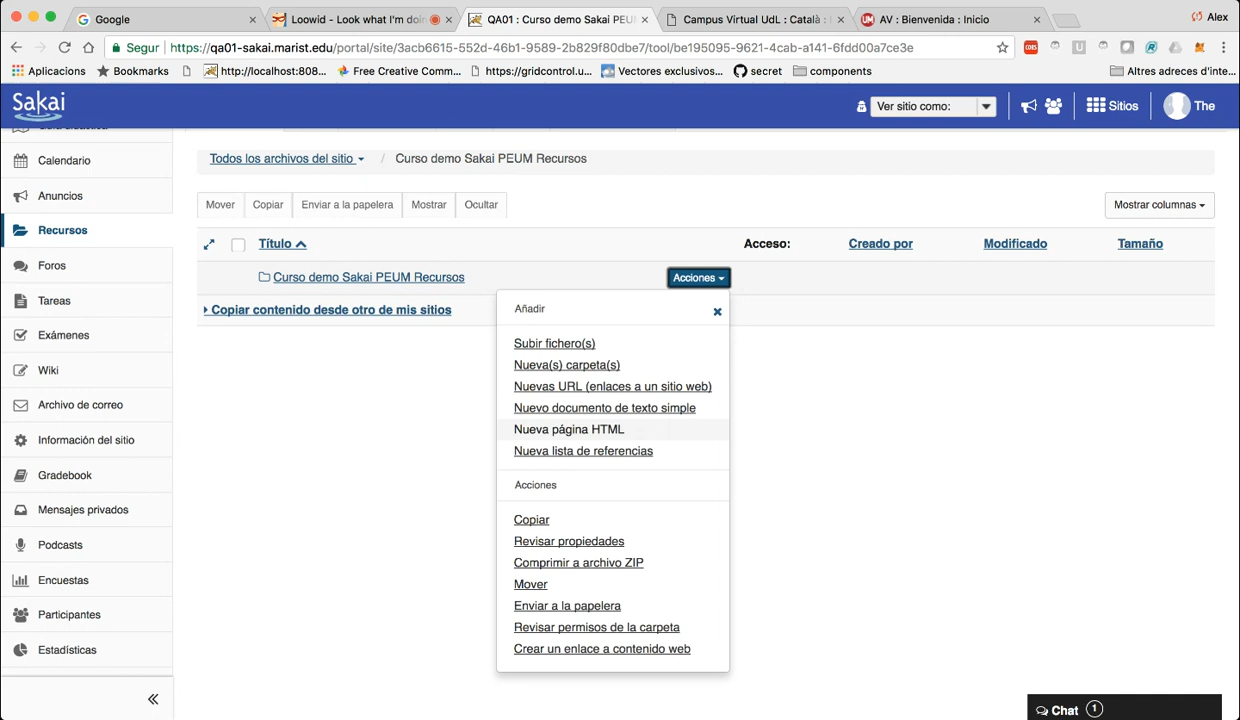 Google
Loowid - Look what I'm doin
QA01 : Curso demo Sakai PEU
Campus Virtual UdL : Català :
AV : Bienvenida : Inicio
Alex
Segur
https://qa01-sakai.marist.edu/portal/site/3acb6615-552d-46b1-9589-2b829f80dbe7/tool/be195095-9621-4cab-a141-6fdd00a7ce3e
Aplicacions
Bookmarks
http://localhost:808...
Free Creative Comm...
https://gridcontrol.u...
Vectores exclusivos...
secret
components
Altres adreces d'inte...
Sakai
Ver sitio como:
Sitios
The
Guía didáctica
Calendario
Anuncios
Recursos
Foros
Tareas
Exámenes
Wiki
Archivo de correo
Información del sitio
Gradebook
Mensajes privados
Podcasts
Encuestas
Participantes
Estadísticas
Todos los archivos del sitio / Curso demo Sakai PEUM Recursos
Mover
Copiar
Enviar a la papelera
Mostrar
Ocultar
Mostrar columnas
Título
Acceso:
Creado por
Modificado
Tamaño
Curso demo Sakai PEUM Recursos
Acciones
Copiar contenido desde otro de mis sitios
Añadir
Subir fichero(s)
Nueva(s) carpeta(s)
Nuevas URL (enlaces a un sitio web)
Nuevo documento de texto simple
Nueva página HTML
Nueva lista de referencias
Acciones
Copiar
Revisar propiedades
Comprimir a archivo ZIP
Mover
Enviar a la papelera
Revisar permisos de la carpeta
Crear un enlace a contenido web
Chat 1